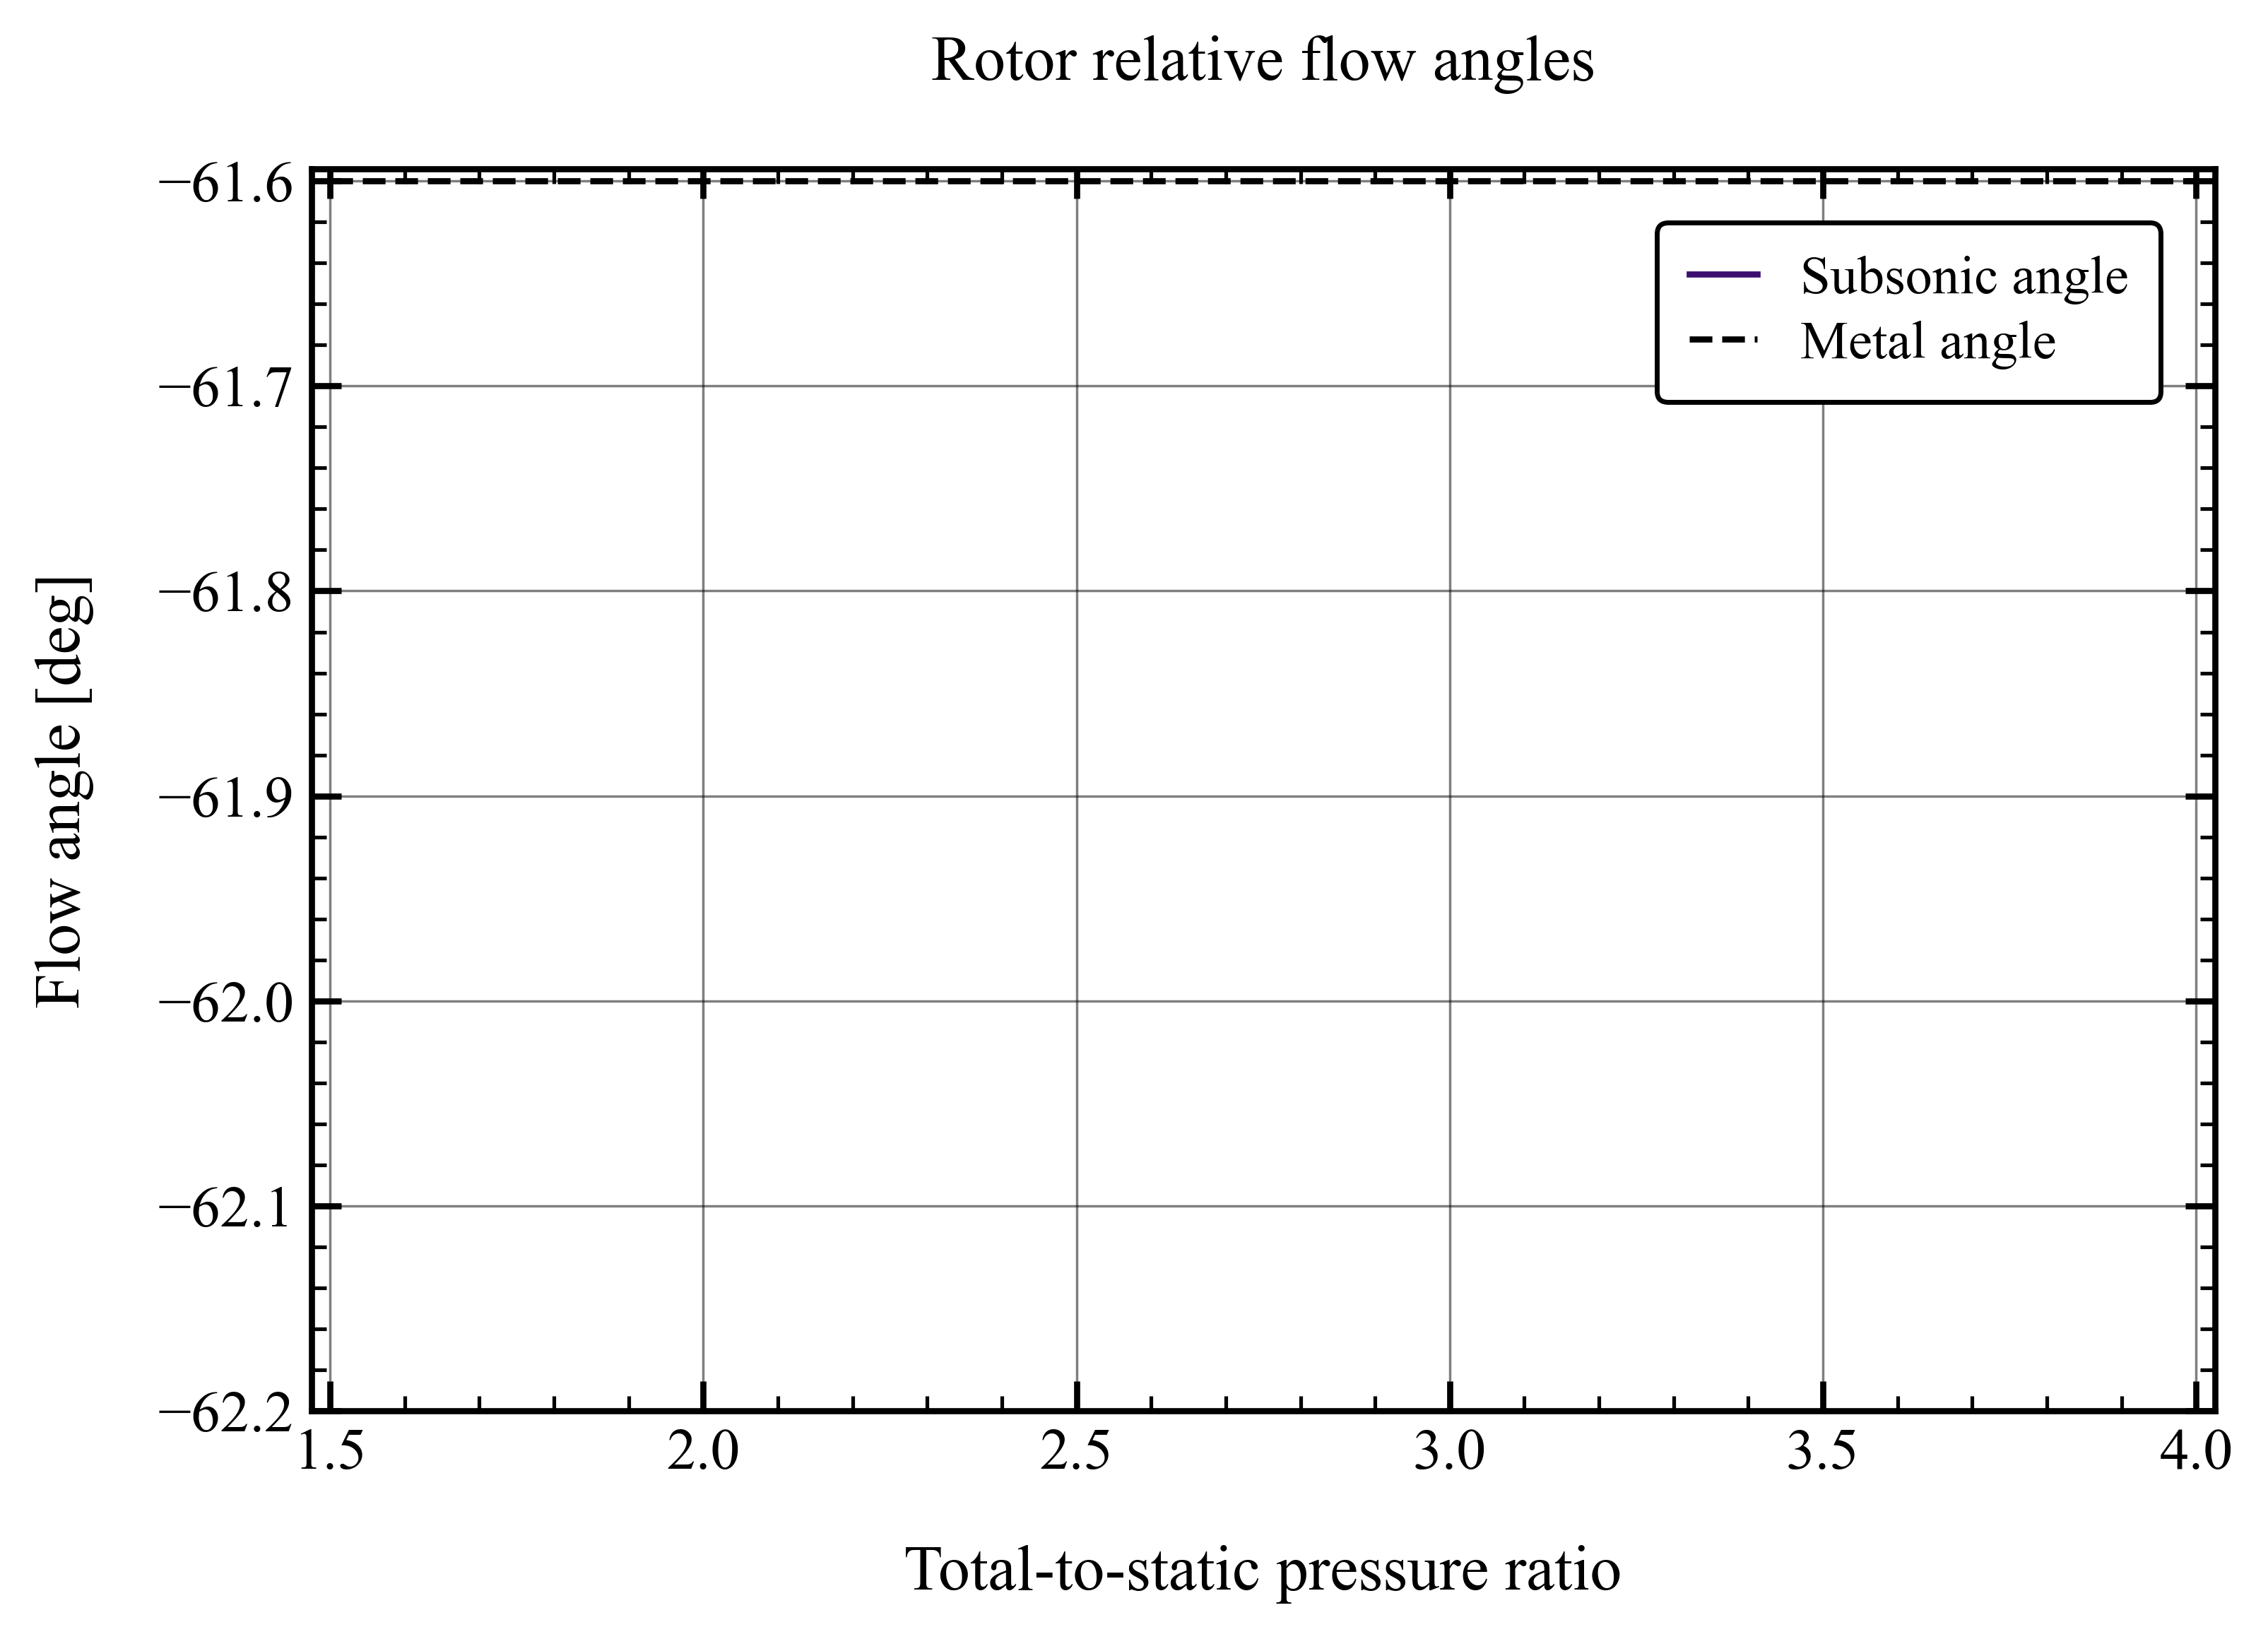 Rotor relative flow angles
−61.6
−61.7
−61.8
−61.9
−62.0
−62.1
−62.2
Flow angle [deg]
Subsonic angle
Metal angle
1.5 2.0 2.5 3.0 3.5 4.0
Total-to-static pressure ratio